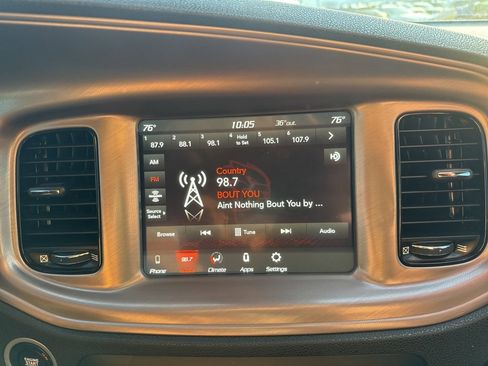 76° 10:05 36° out. 76°
1 2 3 4 5 6
87.9 88.1 98.1 Hold to Set 105.1 107.9
AM
FM
Source Select
Country
98.7
BOUT YOU
Aint Nothing Bout You by ...
Browse Tune Audio
Phone 98.7 Climate Apps Settings
ENGINE
START